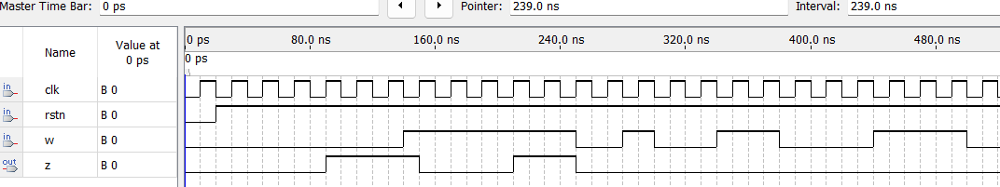 Master Time Bar: 0 ps Pointer: 239.0 ns Interval: 239.0 ns
Name Value at 0 ps
0 ps 80.0 ns 160.0 ns 240.0 ns 320.0 ns 400.0 ns 480.0 ns
0 ps
in clk B 0
in rstn B 0
in w B 0
out z B 0